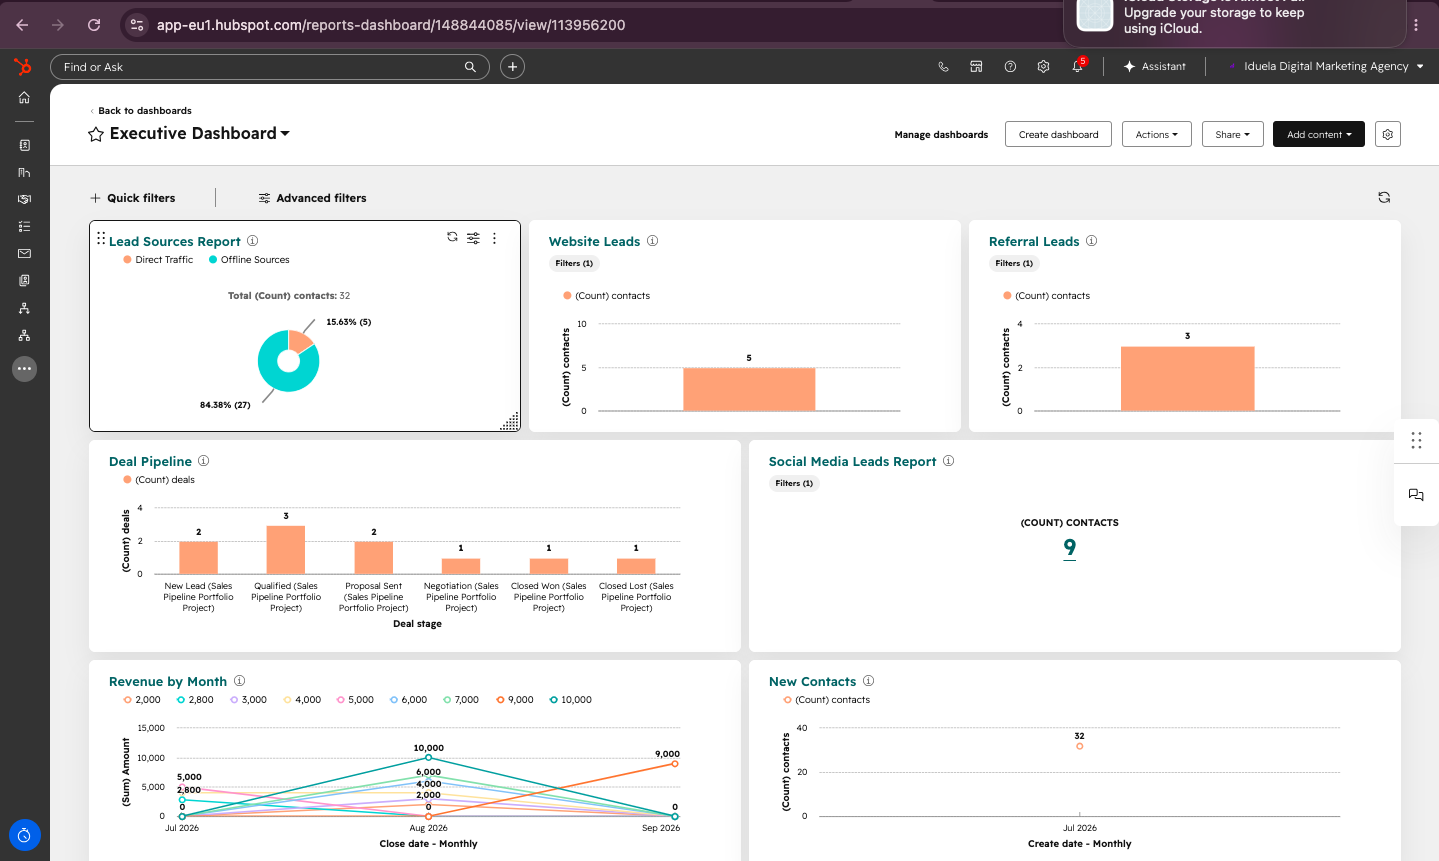 iCloud Storage Is Almost Full
Upgrade your storage to keep
using iCloud.
app-eu1.hubspot.com/reports-dashboard/148844085/view/113956200
Find or Ask
5
Assistant
Iduela Digital Marketing Agency
Back to dashboards
Executive Dashboard
Manage dashboards
Create dashboard
Actions
Share
Add content
Quick filters
Advanced filters
Lead Sources Report
Direct Traffic
Offline Sources
Total (Count) contacts: 32
15.63% (5)
84.38% (27)
Website Leads
Filters (1)
(Count) contacts
(Count) contacts
10
5
0
5
Referral Leads
Filters (1)
(Count) contacts
(Count) contacts
4
2
0
3
Deal Pipeline
(Count) deals
(Count) deals
4
2
0
2
3
2
1
1
1
New Lead (Sales
Pipeline Portfolio
Project)
Qualified (Sales
Pipeline Portfolio
Project)
Proposal Sent
(Sales Pipeline
Portfolio Project)
Negotiation (Sales
Pipeline Portfolio
Project)
Closed Won (Sales
Pipeline Portfolio
Project)
Closed Lost (Sales
Pipeline Portfolio
Project)
Deal stage
Social Media Leads Report
Filters (1)
(COUNT) CONTACTS
9
Revenue by Month
2,000
2,800
3,000
4,000
5,000
6,000
7,000
9,000
10,000
(Sum) Amount
15,000
10,000
5,000
0
5,000
2,800
0
10,000
6,000
4,000
2,000
0
9,000
0
Jul 2026
Aug 2026
Sep 2026
Close date - Monthly
New Contacts
(Count) contacts
(Count) contacts
40
20
0
32
Jul 2026
Create date - Monthly